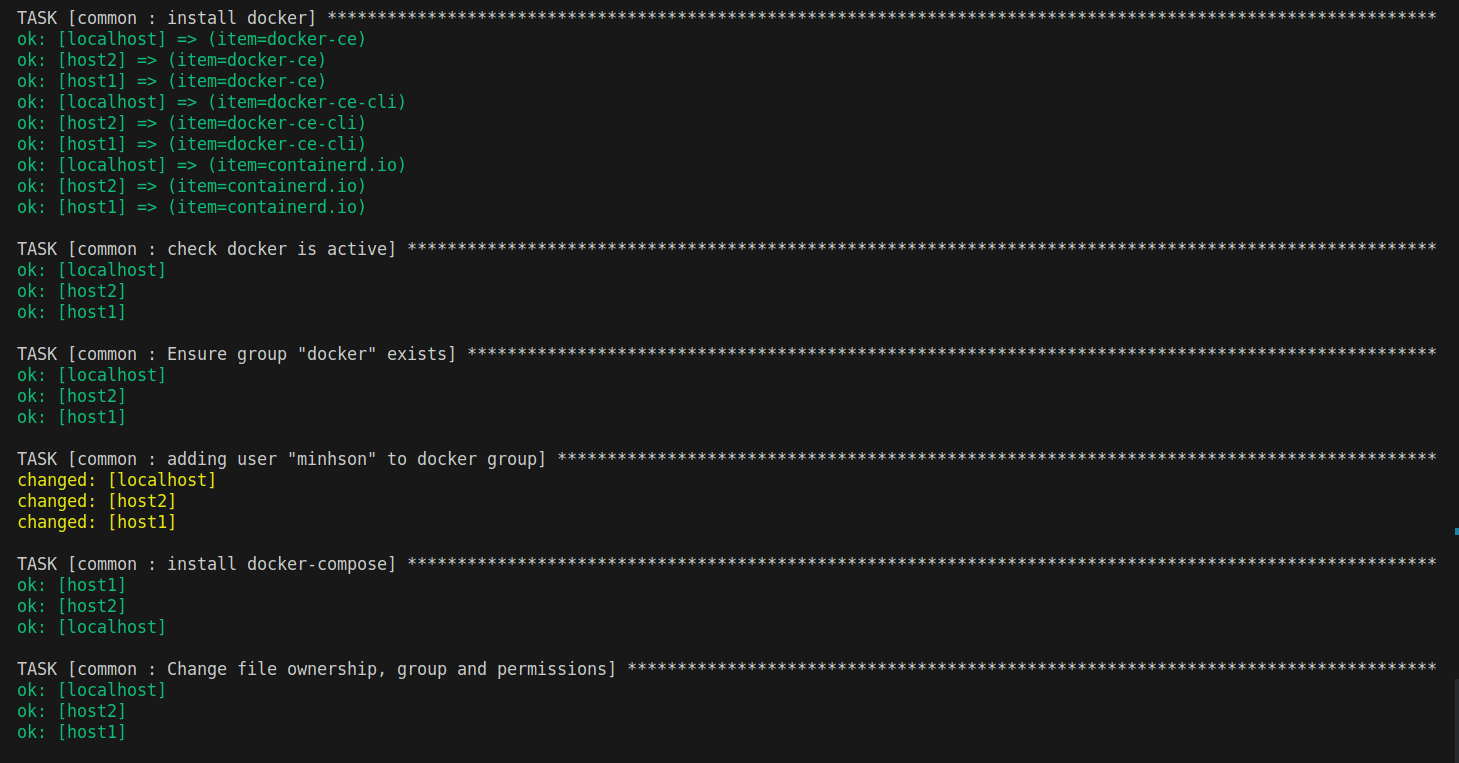 TASK [common : install docker] ***************************************************************************************************************
ok: [localhost] => (item=docker-ce)
ok: [host2] => (item=docker-ce)
ok: [host1] => (item=docker-ce)
ok: [localhost] => (item=docker-ce-cli)
ok: [host2] => (item=docker-ce-cli)
ok: [host1] => (item=docker-ce-cli)
ok: [localhost] => (item=containerd.io)
ok: [host2] => (item=containerd.io)
ok: [host1] => (item=containerd.io)
TASK [common : check docker is active] *******************************************************************************************************
ok: [localhost]
ok: [host2]
ok: [host1]
TASK [common : Ensure group "docker" exists] *************************************************************************************************
ok: [localhost]
ok: [host2]
ok: [host1]
TASK [common : adding user "minhson" to docker group] ****************************************************************************************
changed: [localhost]
changed: [host2]
changed: [host1]
TASK [common : install docker-compose] *******************************************************************************************************
ok: [host1]
ok: [host2]
ok: [localhost]
TASK [common : Change file ownership, group and permissions] *********************************************************************************
ok: [localhost]
ok: [host2]
ok: [host1]